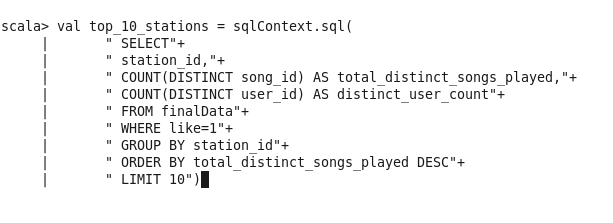 scala> val top_10_stations = sqlContext.sql(
     |       " SELECT"+
     |       " station_id,"+
     |       " COUNT(DISTINCT song_id) AS total_distinct_songs_played,"+
     |       " COUNT(DISTINCT user_id) AS distinct_user_count"+
     |       " FROM finalData"+
     |       " WHERE like=1"+
     |       " GROUP BY station_id"+
     |       " ORDER BY total_distinct_songs_played DESC"+
     |       " LIMIT 10")